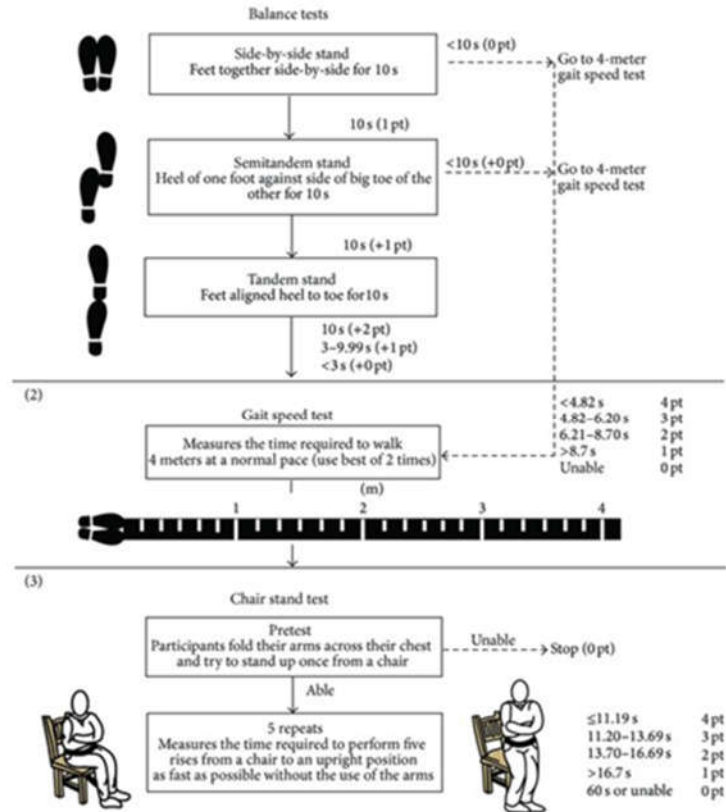 Balance tests
Side-by-side stand
Feet together side-by-side for 10 s
<10 s (0 pt)
Go to 4-meter
gait speed test
10 s (1 pt)
Semitandem stand
Heel of one foot against side of big toe of the
other for 10 s
<10 s (+0 pt)
Go to 4-meter
gait speed test
10 s (+1 pt)
Tandem stand
Feet aligned heel to toe for 10 s
10 s (+2 pt)
3–9.99 s (+1 pt)
<3 s (+0 pt)
(2)
Gait speed test
Measures the time required to walk
4 meters at a normal pace (use best of 2 times)
<4.82 s 4 pt
4.82–6.20 s 3 pt
6.21–8.70 s 2 pt
>8.7 s 1 pt
Unable 0 pt
(m)
1 2 3 4
(3)
Chair stand test
Pretest
Participants fold their arms across their chest
and try to stand up once from a chair
Unable
Stop (0 pt)
Able
5 repeats
Measures the time required to perform five
rises from a chair to an upright position
as fast as possible without the use of the arms
≤11.19 s 4 pt
11.20–13.69 s 3 pt
13.70–16.69 s 2 pt
>16.7 s 1 pt
60 s or unable 0 pt